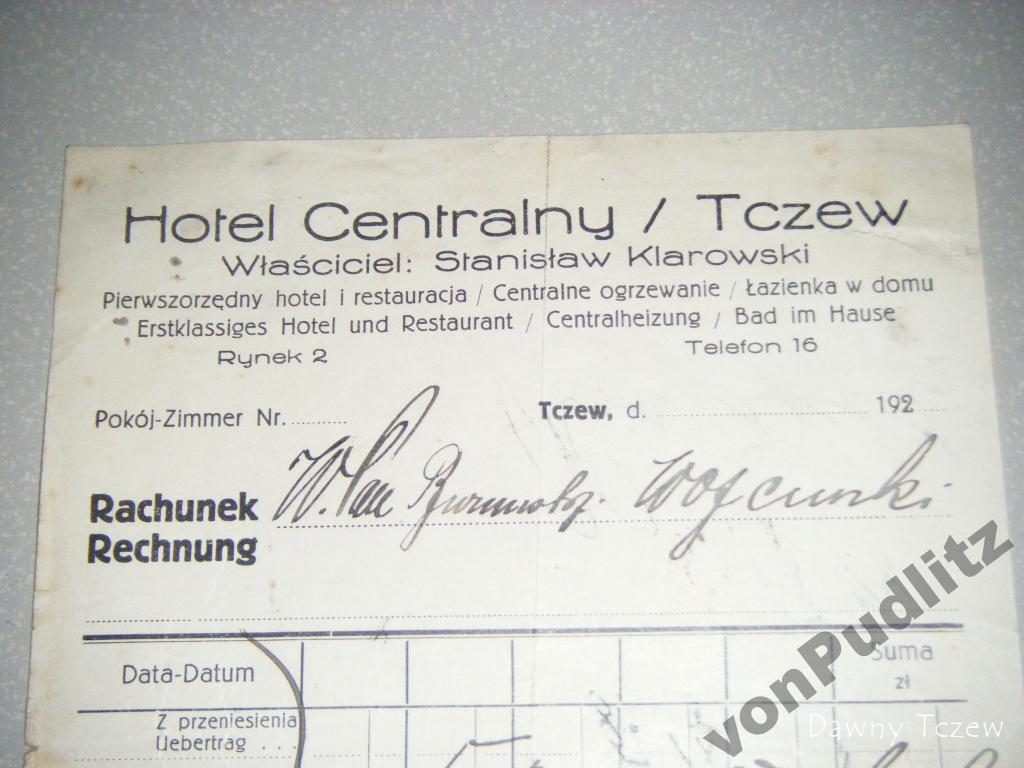 Hotel Centralny / Tczew
Właściciel: Stanisław Klarowski
Pierwszorzędny hotel i restauracja / Centralne ogrzewanie / Łazienka w domu
Erstklassiges Hotel und Restaurant / Centralheizung / Bad im Hause
Rynek 2 Telefon 16
Pokój-Zimmer Nr. Tczew, d. 192
Rachunek W.
Rechnung
Data-Datum Suma
zł
Z przeniesienia
Uebertrag . . .
vonPudlitz
Dawny Tczew